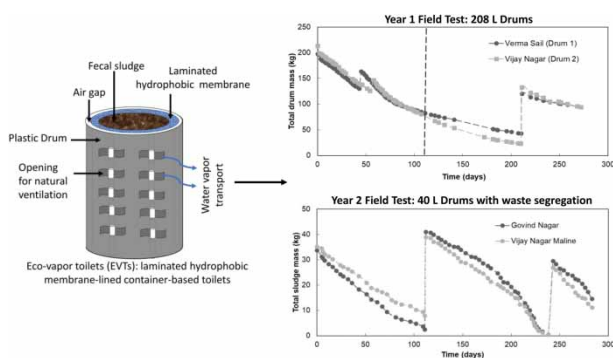 Fecal sludge
Laminated
hydrophobic
membrane
Air gap
Plastic Drum
Opening
for natural
ventilation
Water vapor
transport
Eco-vapor toilets (EVTs): laminated hydrophobic
membrane-lined container-based toilets
Year 1 Field Test: 208 L Drums
Total drum mass (kg)
250
200
150
100
50
0
Verma Sail (Drum 1)
Vijay Nagar (Drum 2)
0 50 100 150 200 250 300
Time (days)
Year 2 Field Test: 40 L Drums with waste segregation
Total sludge mass (kg)
50
40
30
20
10
0
Govind Nagar
Vijay Nagar Maline
0 50 100 150 200 250 300
Time (days)